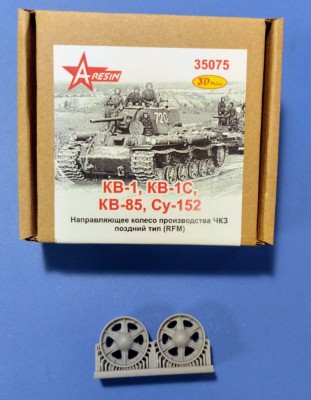 A
RESIN
35075
3D Print
720
КВ-1, КВ-1С,
КВ-85, Су-152
Направляющее колесо производства ЧКЗ
поздний тип (RFM)